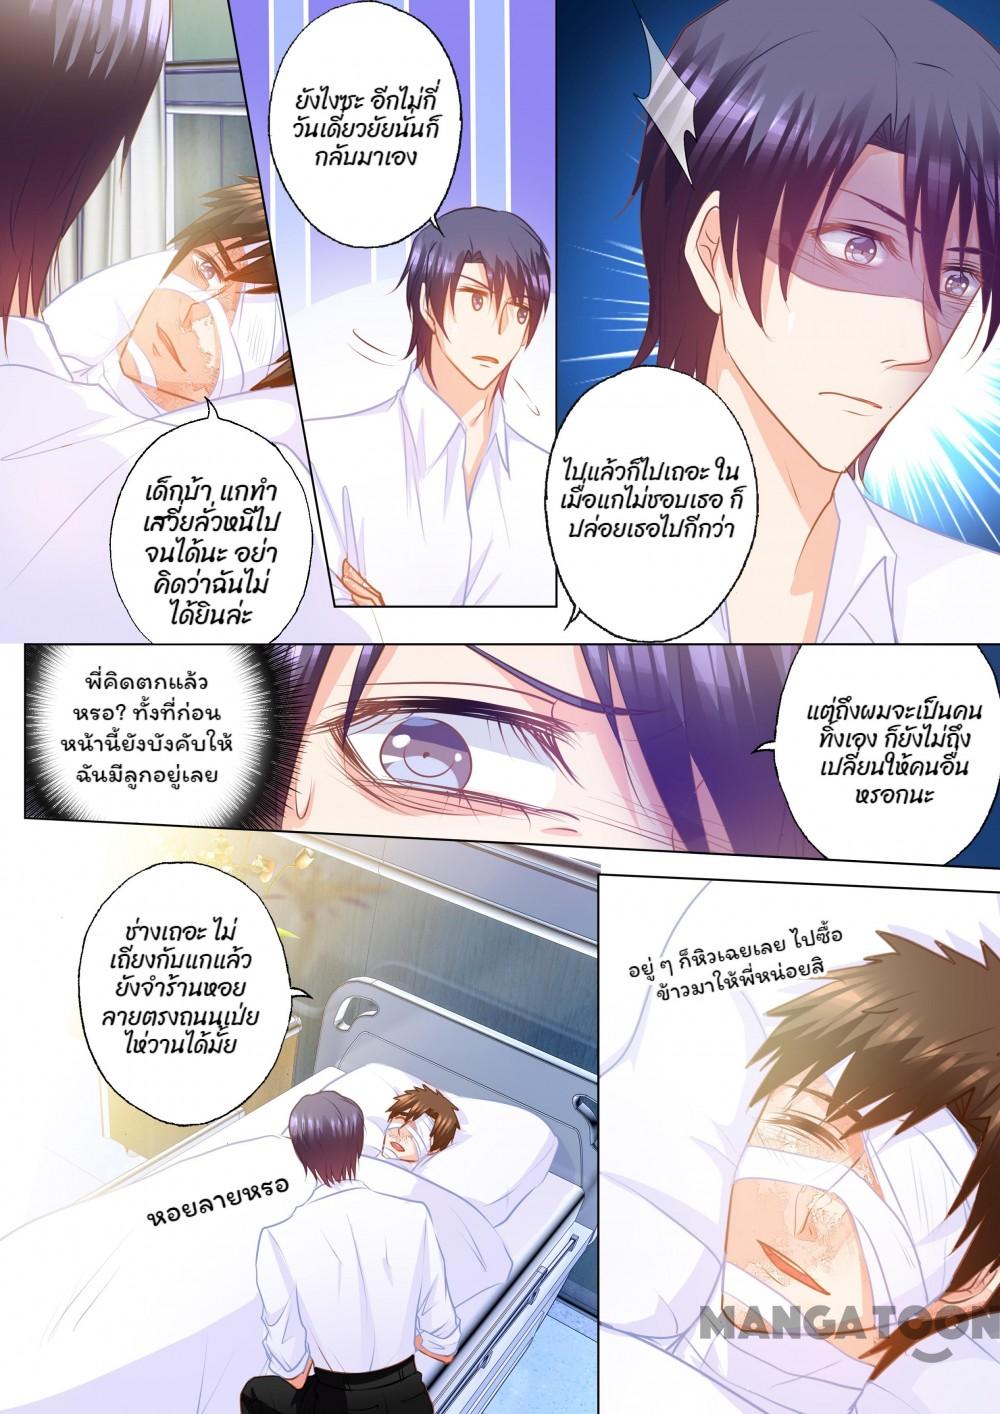 เด็กบ้า แกทำ
เสวี่ยลั่วหนีไป
จนได้นะ อย่า
คิดว่าฉันไม่
ได้ยินล่ะ
ยังไงซะ อีกไม่กี่
วันเดี๋ยวยัยนั่นก็
กลับมาเอง
ไปแล้วก็ไปเถอะ ใน
เมื่อแกไม่ชอบเธอ ก็
ปล่อยเธอไปดีกว่า
พี่คิดตกแล้ว
หรอ? ทั้งที่ก่อน
หน้านี้ยังบังคับให้
ฉันมีลูกอยู่เลย
แต่ถึงผมจะเป็นคน
ทิ้งเอง ก็ยังไม่ถึง
เปลี่ยนให้คนอื่น
หรอกนะ
ช่างเถอะ ไม่
เถียงกับแกแล้ว
ยังจำร้านหอย
ลายตรงถนนเป่ย
ไห่วานได้มั้ย
หอยลายหรอ
อยู่ ๆ ก็หิวเฉยเลย ไปซื้อ
ข้าวมาให้พี่หน่อยสิ
MANGATOON